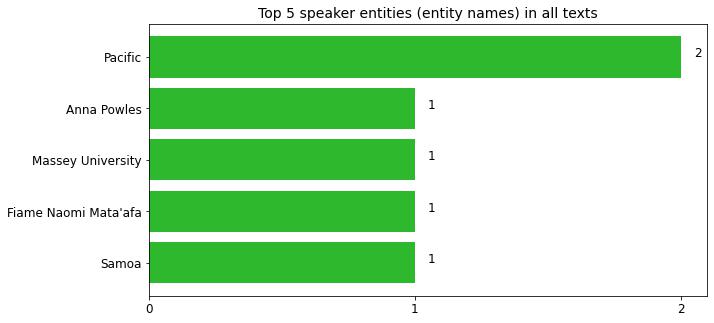 Top 5 speaker entities (entity names) in all texts
Pacific 2
Anna Powles 1
Massey University 1
Fiame Naomi Mata'afa 1
Samoa 1
0 1 2